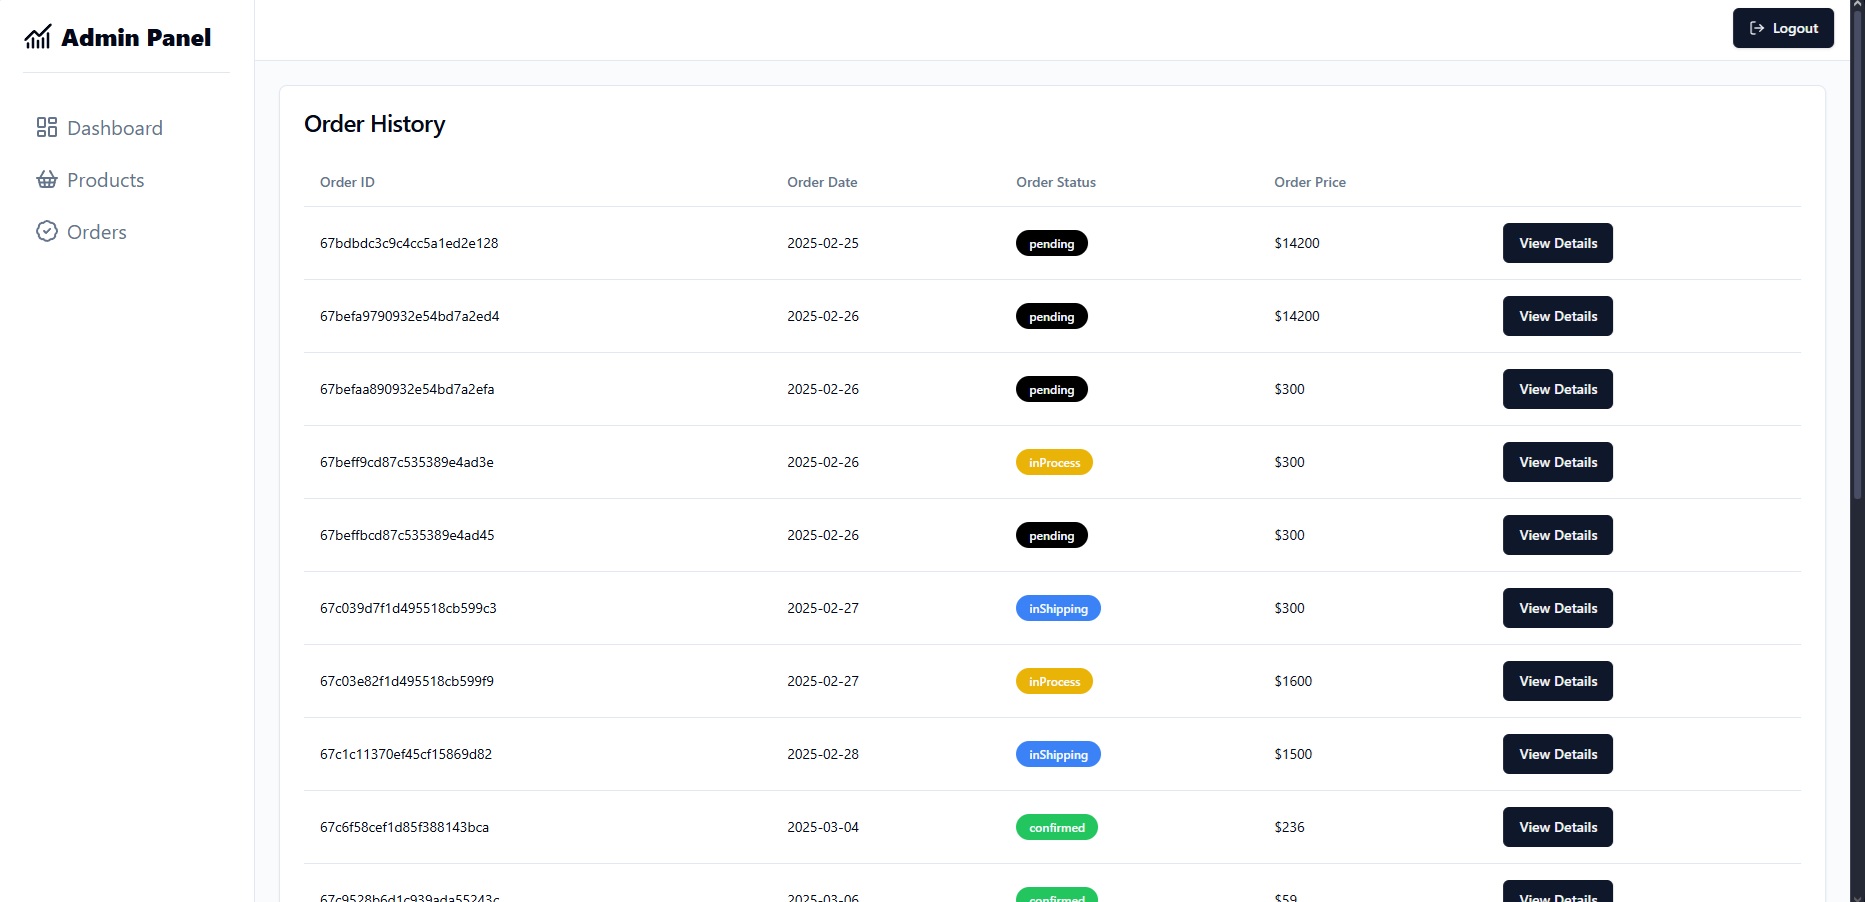 Admin Panel
Logout
Dashboard
Products
Orders
Order History
Order ID Order Date Order Status Order Price
67bdbdc3c9c4cc5a1ed2e128 2025-02-25 pending $14200 View Details
67befa9790932e54bd7a2ed4 2025-02-26 pending $14200 View Details
67befaa890932e54bd7a2efa 2025-02-26 pending $300 View Details
67beff9cd87c535389e4ad3e 2025-02-26 inProcess $300 View Details
67beffbcd87c535389e4ad45 2025-02-26 pending $300 View Details
67c039d7f1d495518cb599c3 2025-02-27 inShipping $300 View Details
67c03e82f1d495518cb599f9 2025-02-27 inProcess $1600 View Details
67c1c11370ef45cf15869d82 2025-02-28 inShipping $1500 View Details
67c6f58cef1d85f388143bca 2025-03-04 confirmed $236 View Details
2025-03-06 confirmed $59 View Details